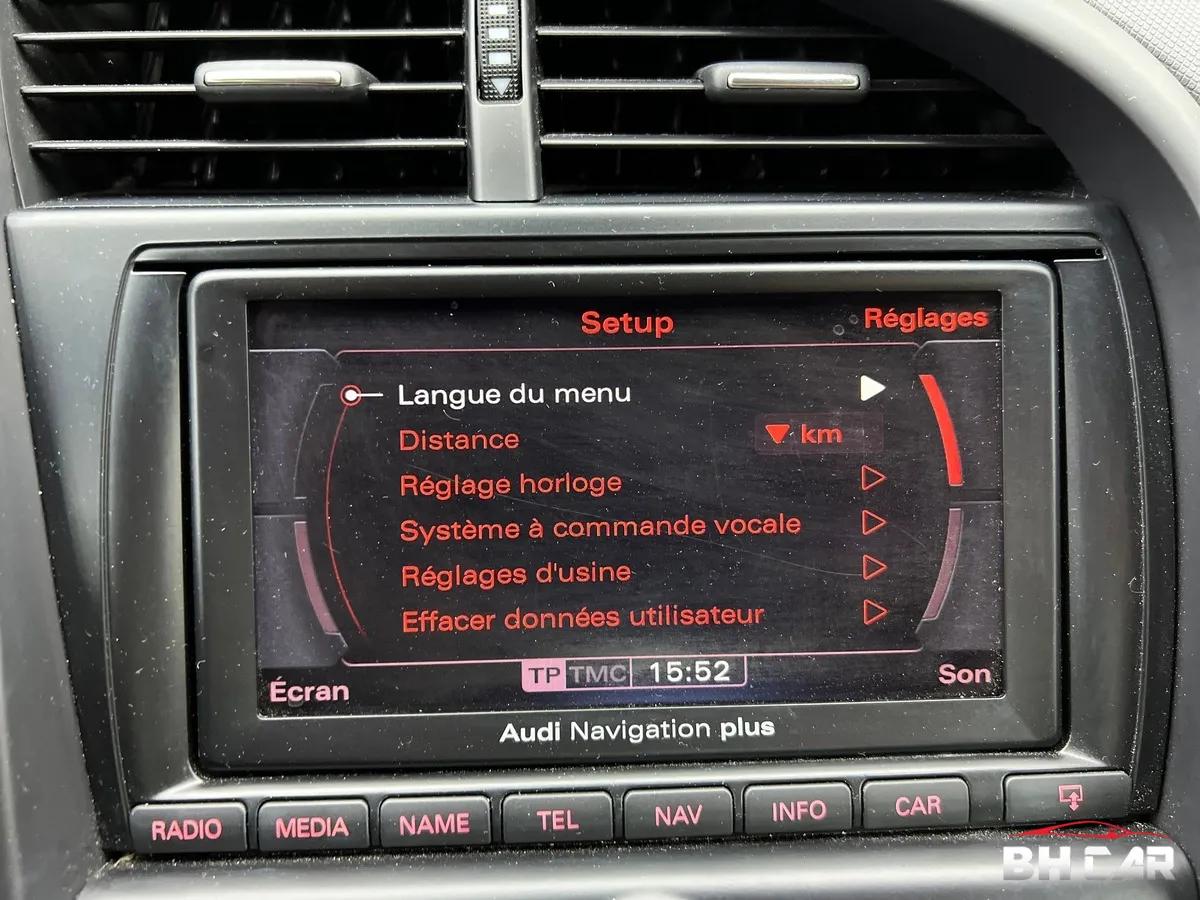 Setup
Réglages
Langue du menu
Distance km
Réglage horloge
Système à commande vocale
Réglages d'usine
Effacer données utilisateur
TP TMC 15:52
Écran
Son
Audi Navigation plus
RADIO MEDIA NAME TEL NAV INFO CAR
BH CAR